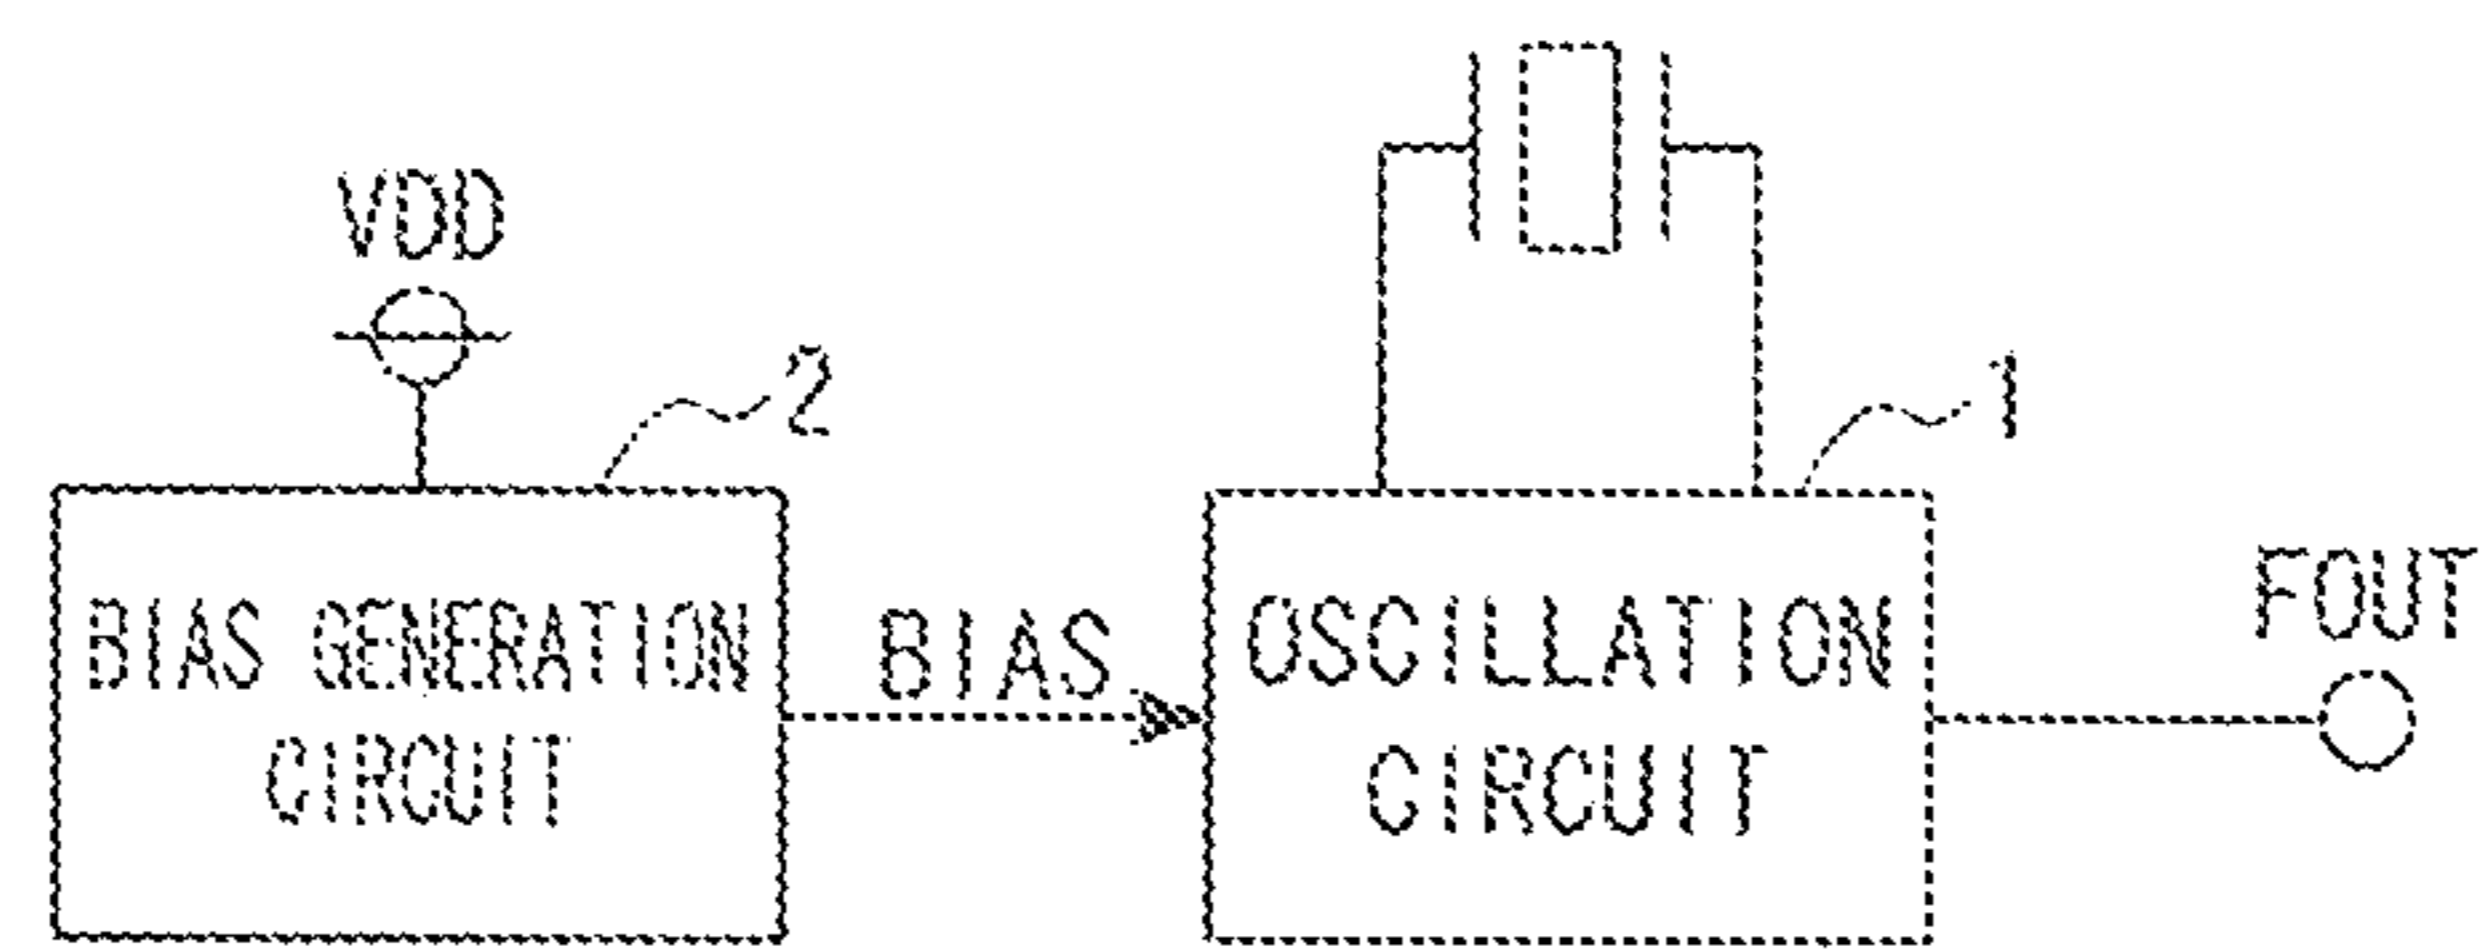 VDD
2
1
BIAS GENERATION
CIRCUIT
BIAS
OSCILLATION
CIRCUIT
FOUT